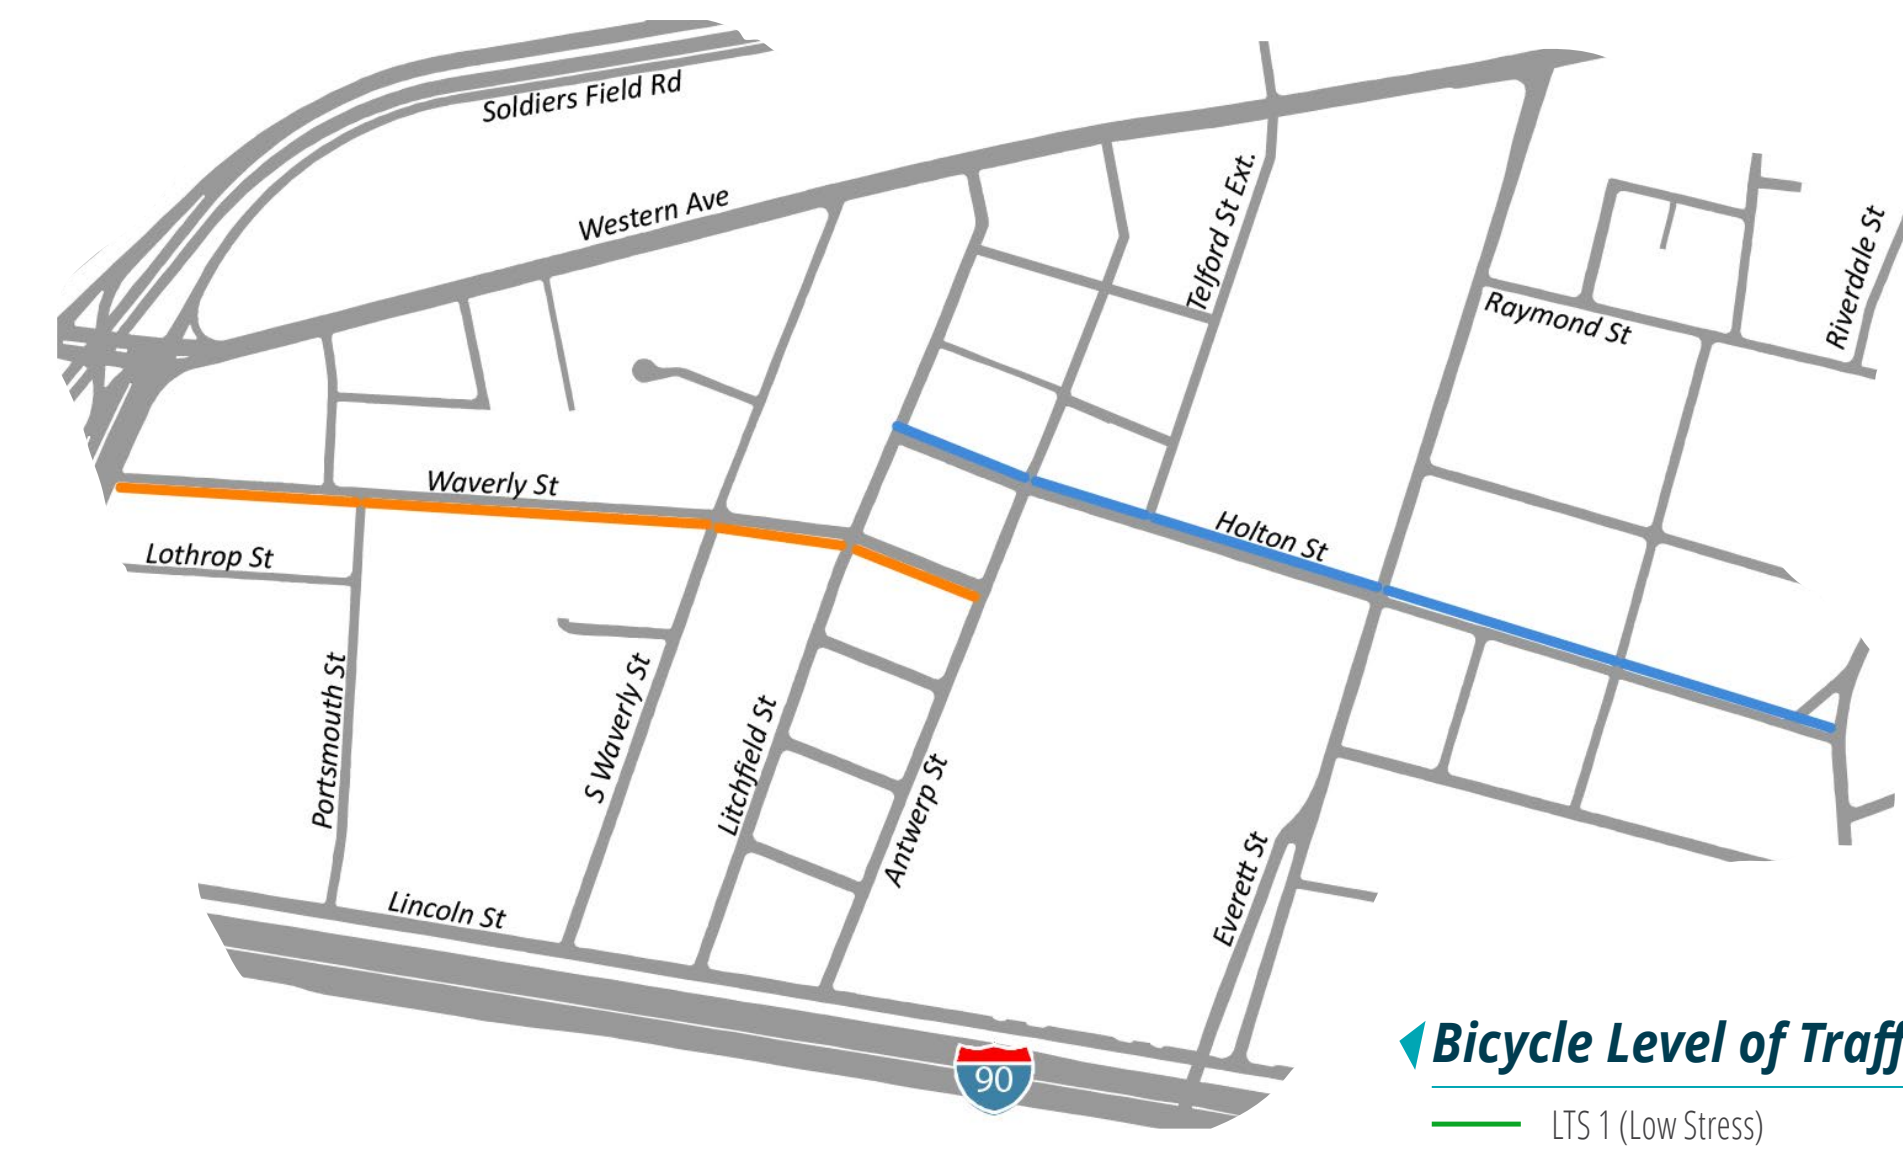 Soldiers Field Rd
Western Ave
Telford St Ext.
Raymond St
Riverdale St
Waverly St
Holton St
Lothrop St
Portsmouth St
S Waverly St
Litchfield St
Antwerp St
Everett St
Lincoln St
90
Bicycle Level of Traff
LTS 1 (Low Stress)